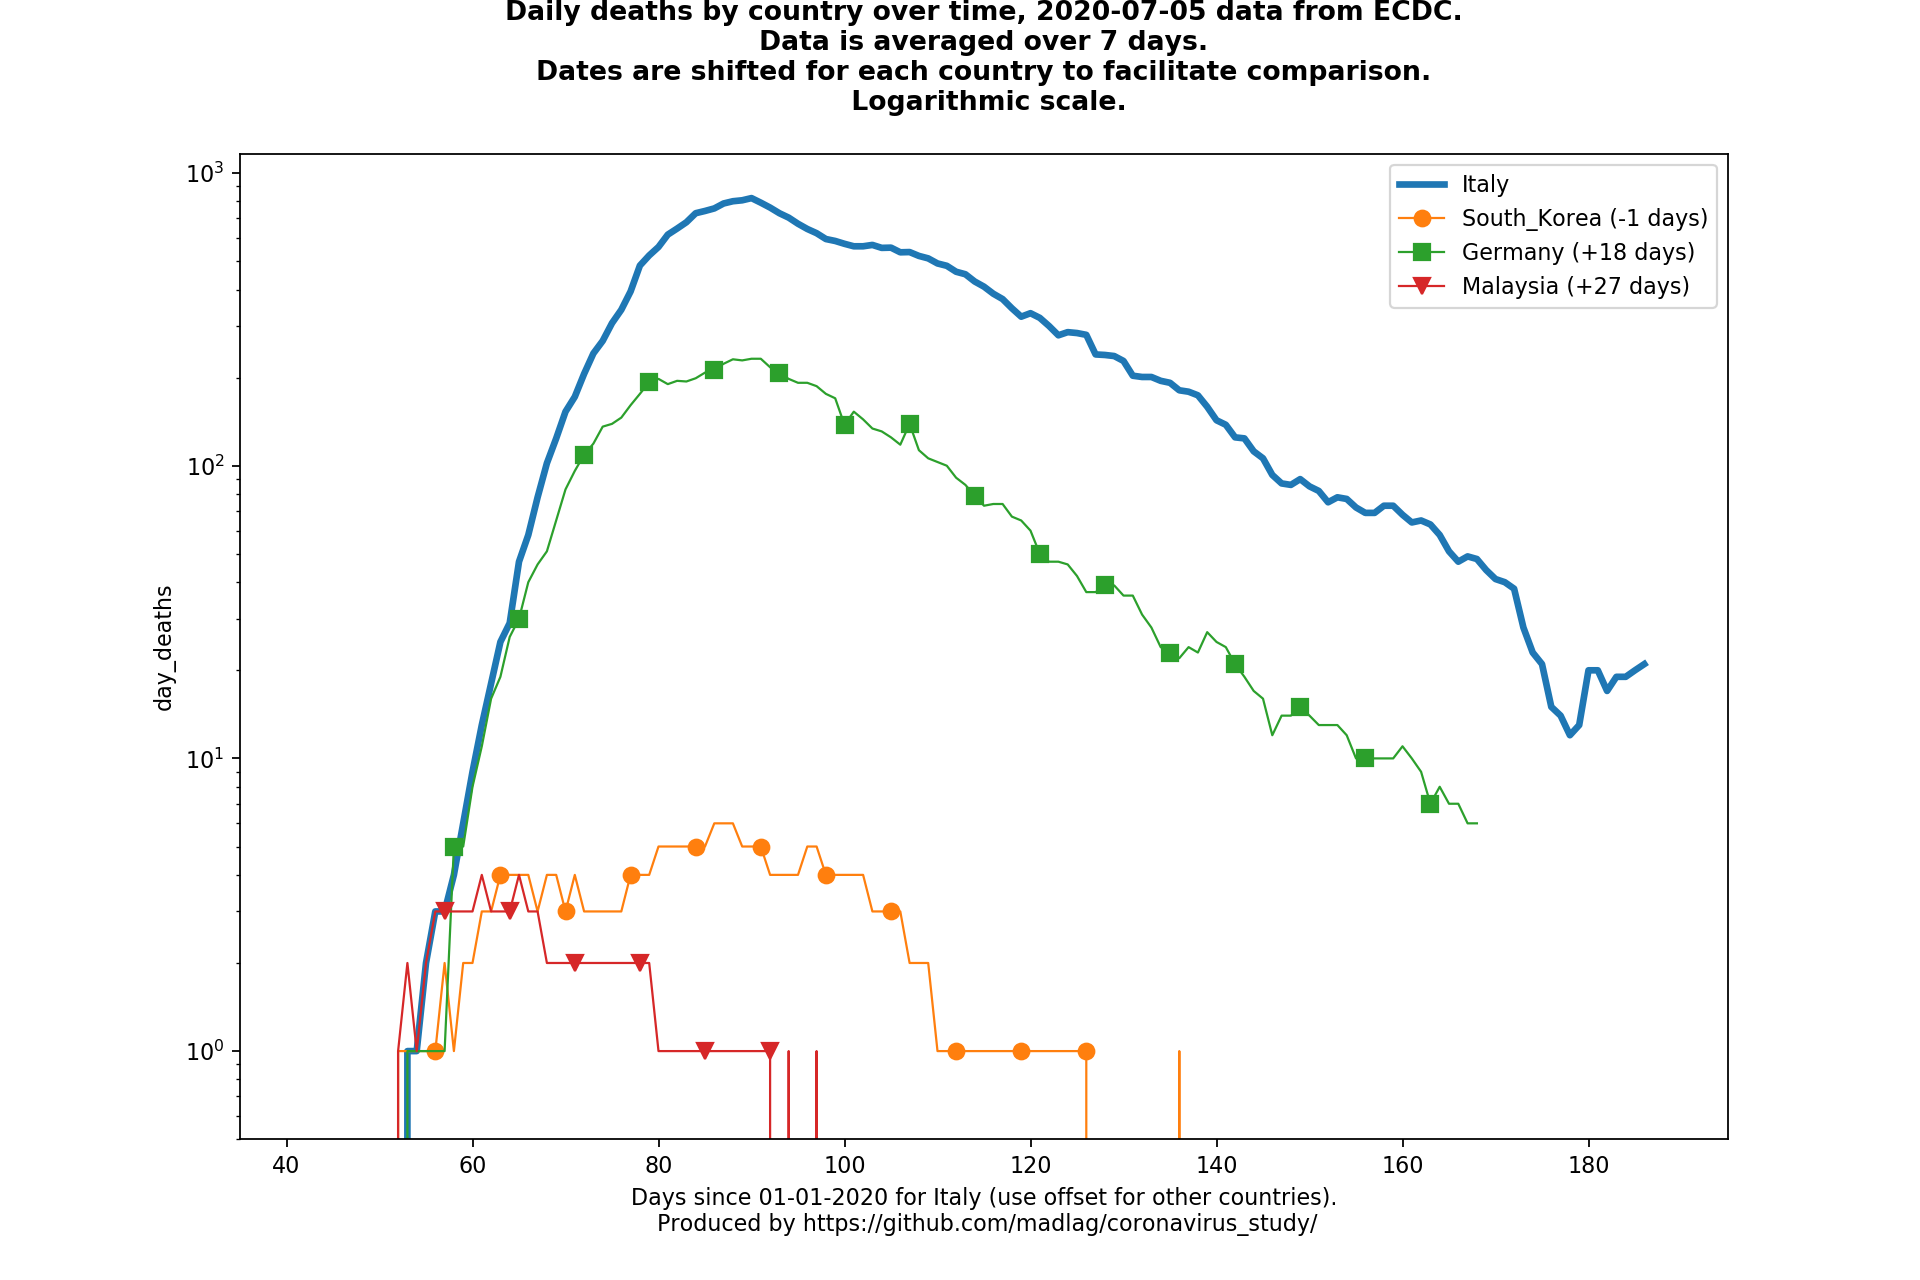 Daily deaths by country over time, 2020-07-05 data from ECDC.
Data is averaged over 7 days.
Dates are shifted for each country to facilitate comparison.
Logarithmic scale.
Italy
South_Korea (-1 days)
Germany (+18 days)
Malaysia (+27 days)
day_deaths
10³
10²
10¹
10⁰
40 60 80 100 120 140 160 180
Days since 01-01-2020 for Italy (use offset for other countries).
Produced by https://github.com/madlag/coronavirus_study/